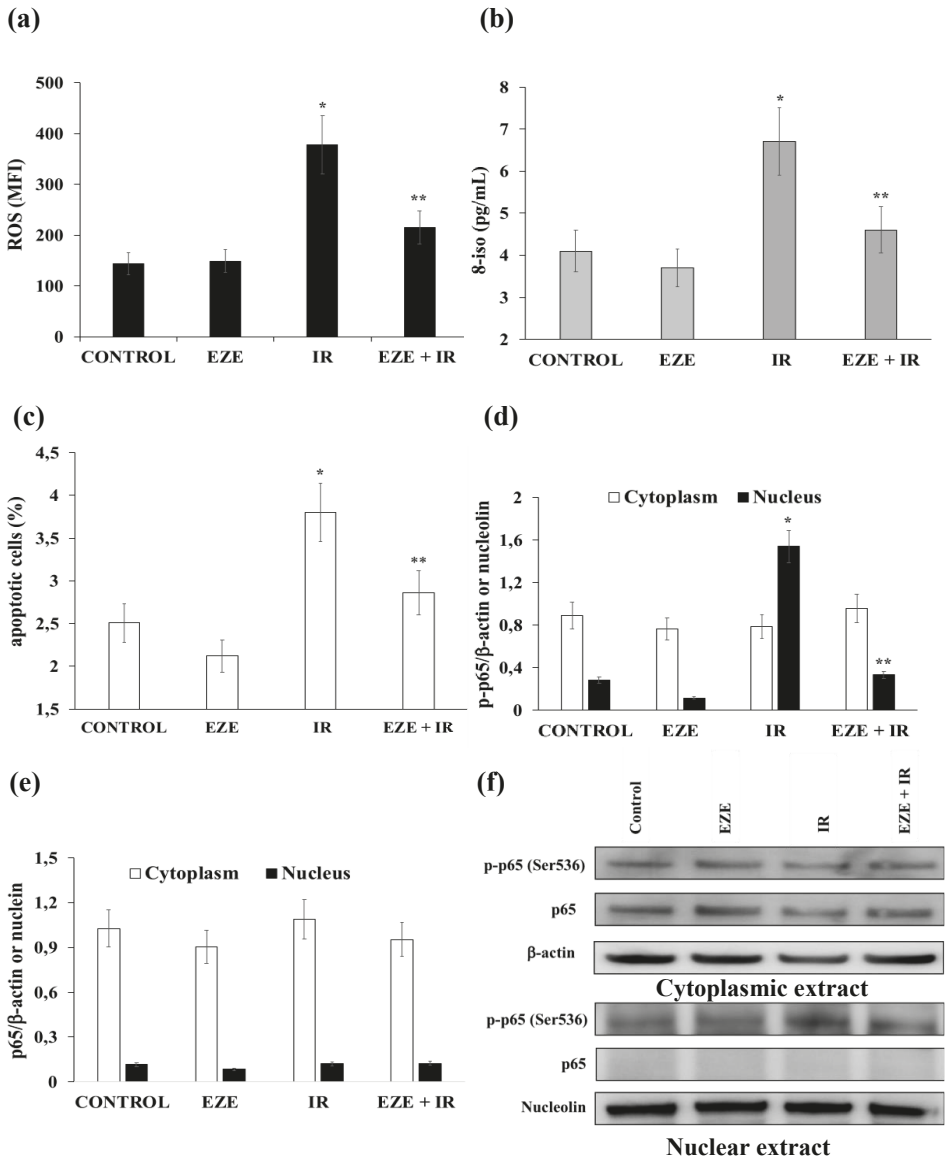 (a)
ROS (MFI)
500
400
300
200
100
0
*
**
CONTROL EZE IR EZE + IR
(b)
8-iso (pg/mL)
8
7
6
5
4
3
2
*
**
CONTROL EZE IR EZE + IR
(c)
apoptotic cells (%)
4,5
4
3,5
3
2,5
2
1,5
*
**
CONTROL EZE IR EZE + IR
(d)
p-p65/β-actin or nucleolin
2
1,6
1,2
0,8
0,4
0
Cytoplasm Nucleus
*
**
CONTROL EZE IR EZE + IR
(e)
p65/β-actin or nuclein
1,5
1,2
0,9
0,6
0,3
0
Cytoplasm Nucleus
CONTROL EZE IR EZE + IR
(f)
Control EZE IR EZE + IR
p-p65 (Ser536)
p65
β-actin
Cytoplasmic extract
p-p65 (Ser536)
p65
Nucleolin
Nuclear extract